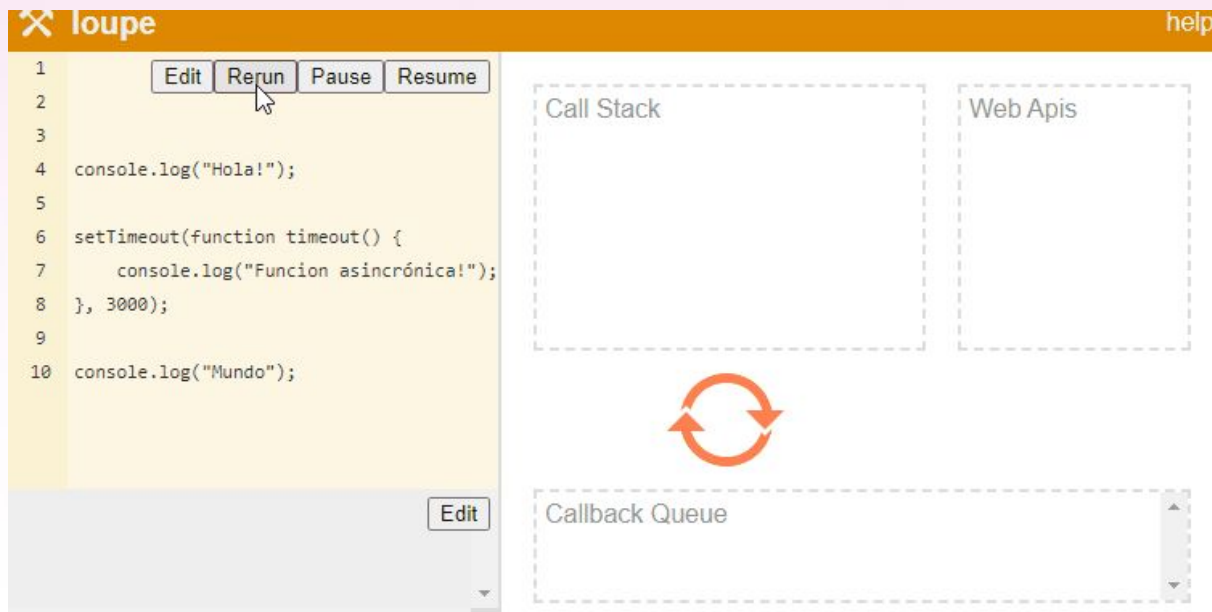 loupe
help
Edit Rerun Pause Resume
1
2
3
4 console.log("Hola!");
5
6 setTimeout(function timeout() {
7     console.log("Funcion asincrónica!");
8 }, 3000);
9
10 console.log("Mundo");
Edit
Call Stack
Web Apis
Callback Queue